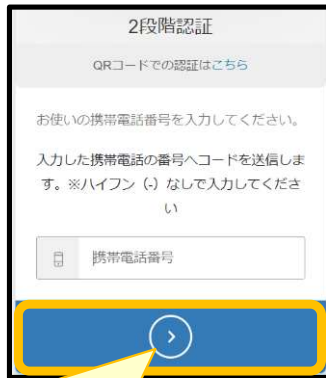 2段階認証
QRコードでの認証はこちら
お使いの携帯電話番号を入力してください。
入力した携帯電話の番号へコードを送信しま
す。※ハイフン（-）なしで入力してくださ
い
携帯電話番号